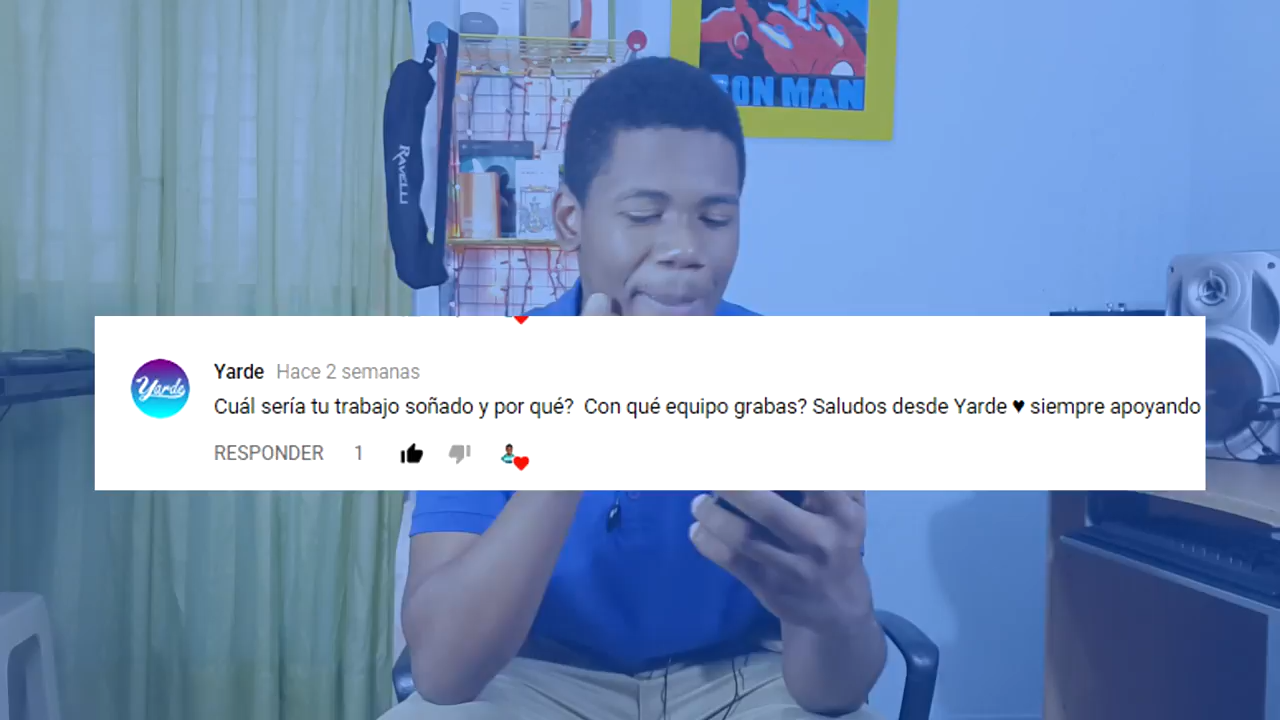 RON MAN
RAVELLI
Yarde
Yarde Hace 2 semanas
Cuál sería tu trabajo soñado y por qué?  Con qué equipo grabas? Saludos desde Yarde ♥ siempre apoyando
RESPONDER 1